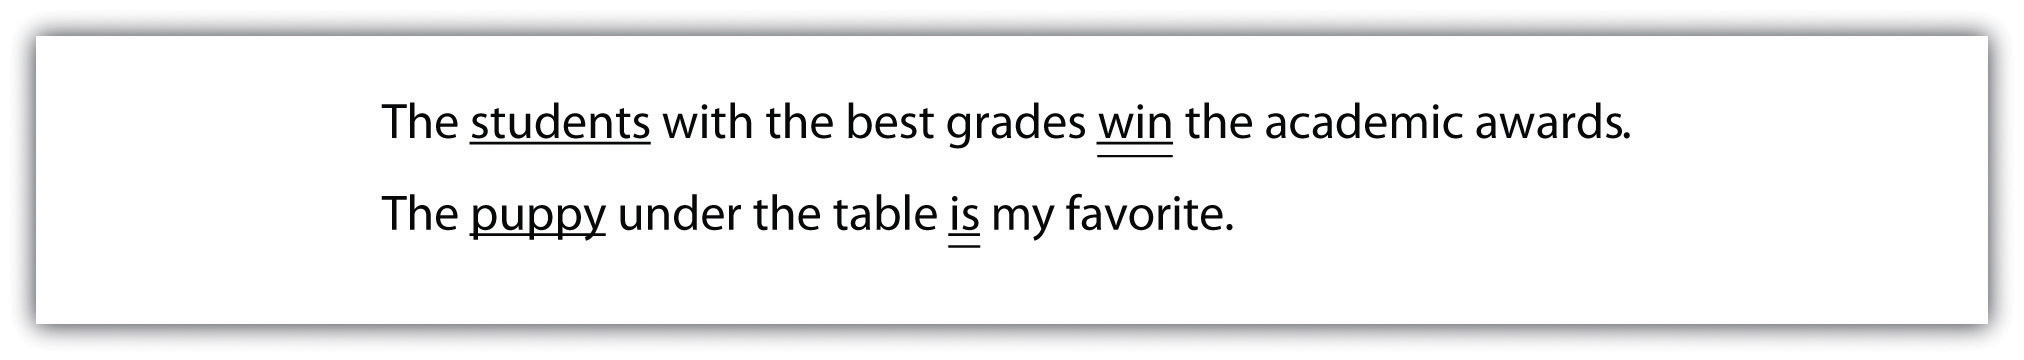 The students with the best grades win the academic awards.
The puppy under the table is my favorite.